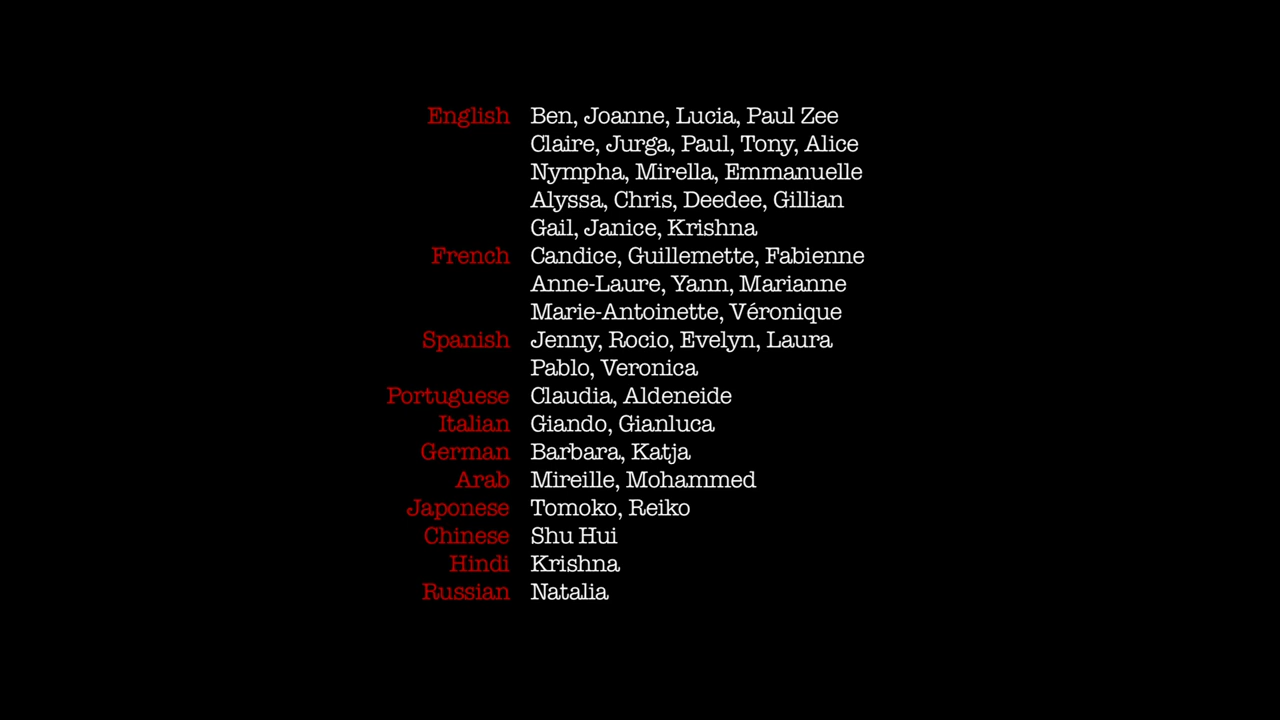 English Ben, Joanne, Lucia, Paul Zee
Claire, Jurga, Paul, Tony, Alice
Nympha, Mirella, Emmanuelle
Alyssa, Chris, Deedee, Gillian
Gail, Janice, Krishna
French Candice, Guillemette, Fabienne
Anne-Laure, Yann, Marianne
Marie-Antoinette, Véronique
Spanish Jenny, Rocio, Evelyn, Laura
Pablo, Veronica
Portuguese Claudia, Aldeneide
Italian Giando, Gianluca
German Barbara, Katja
Arab Mireille, Mohammed
Japonese Tomoko, Reiko
Chinese Shu Hui
Hindi Krishna
Russian Natalia